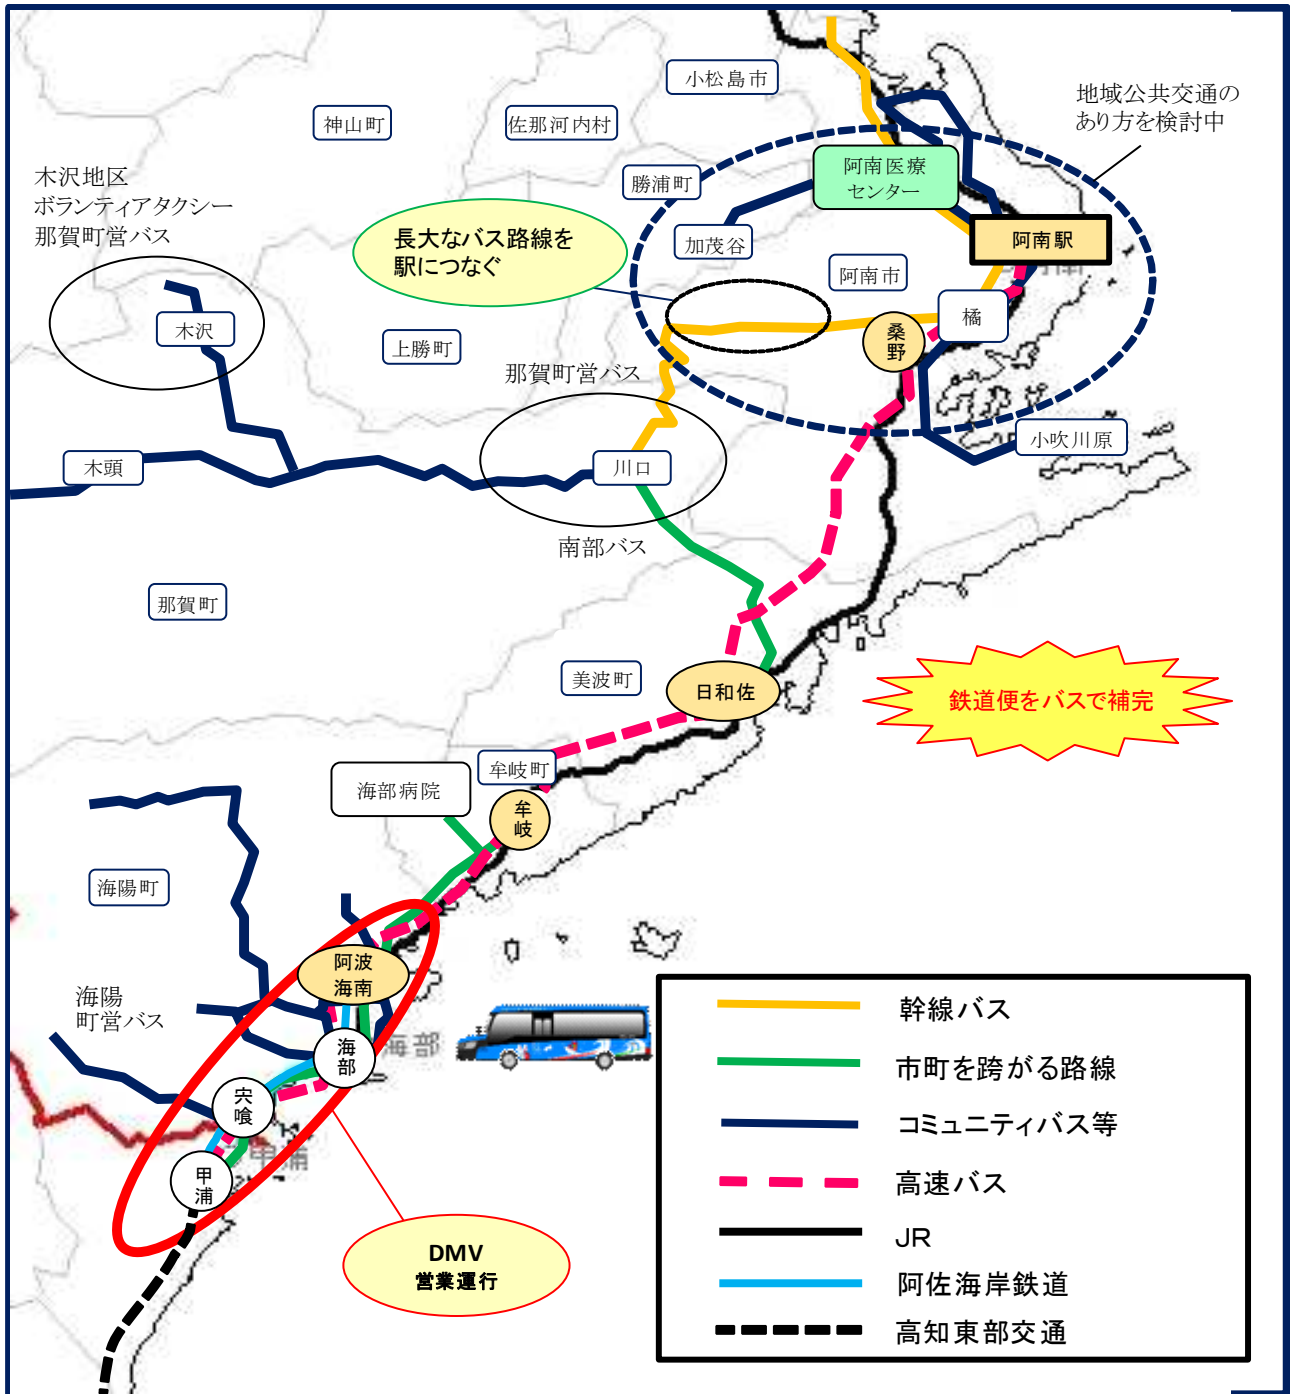 小松島市
地域公共交通の
あり方を検討中
神山町
佐那河内村
阿南医療
センター
木沢地区
ボランティアタクシー
那賀町営バス
勝浦町
長大なバス路線を
駅につなぐ
加茂谷
阿南駅
阿南市
橘
木沢
桑野
上勝町
那賀町営バス
小吹川原
木頭
川口
南部バス
那賀町
美波町
日和佐
鉄道便をバスで補完
牟岐町
海部病院
牟岐
海陽町
阿波
海南
海陽
町営バス
海部
海部
宍喰
甲浦
甲浦
DMV
営業運行
幹線バス
市町を跨がる路線
コミュニティバス等
高速バス
JR
阿佐海岸鉄道
高知東部交通